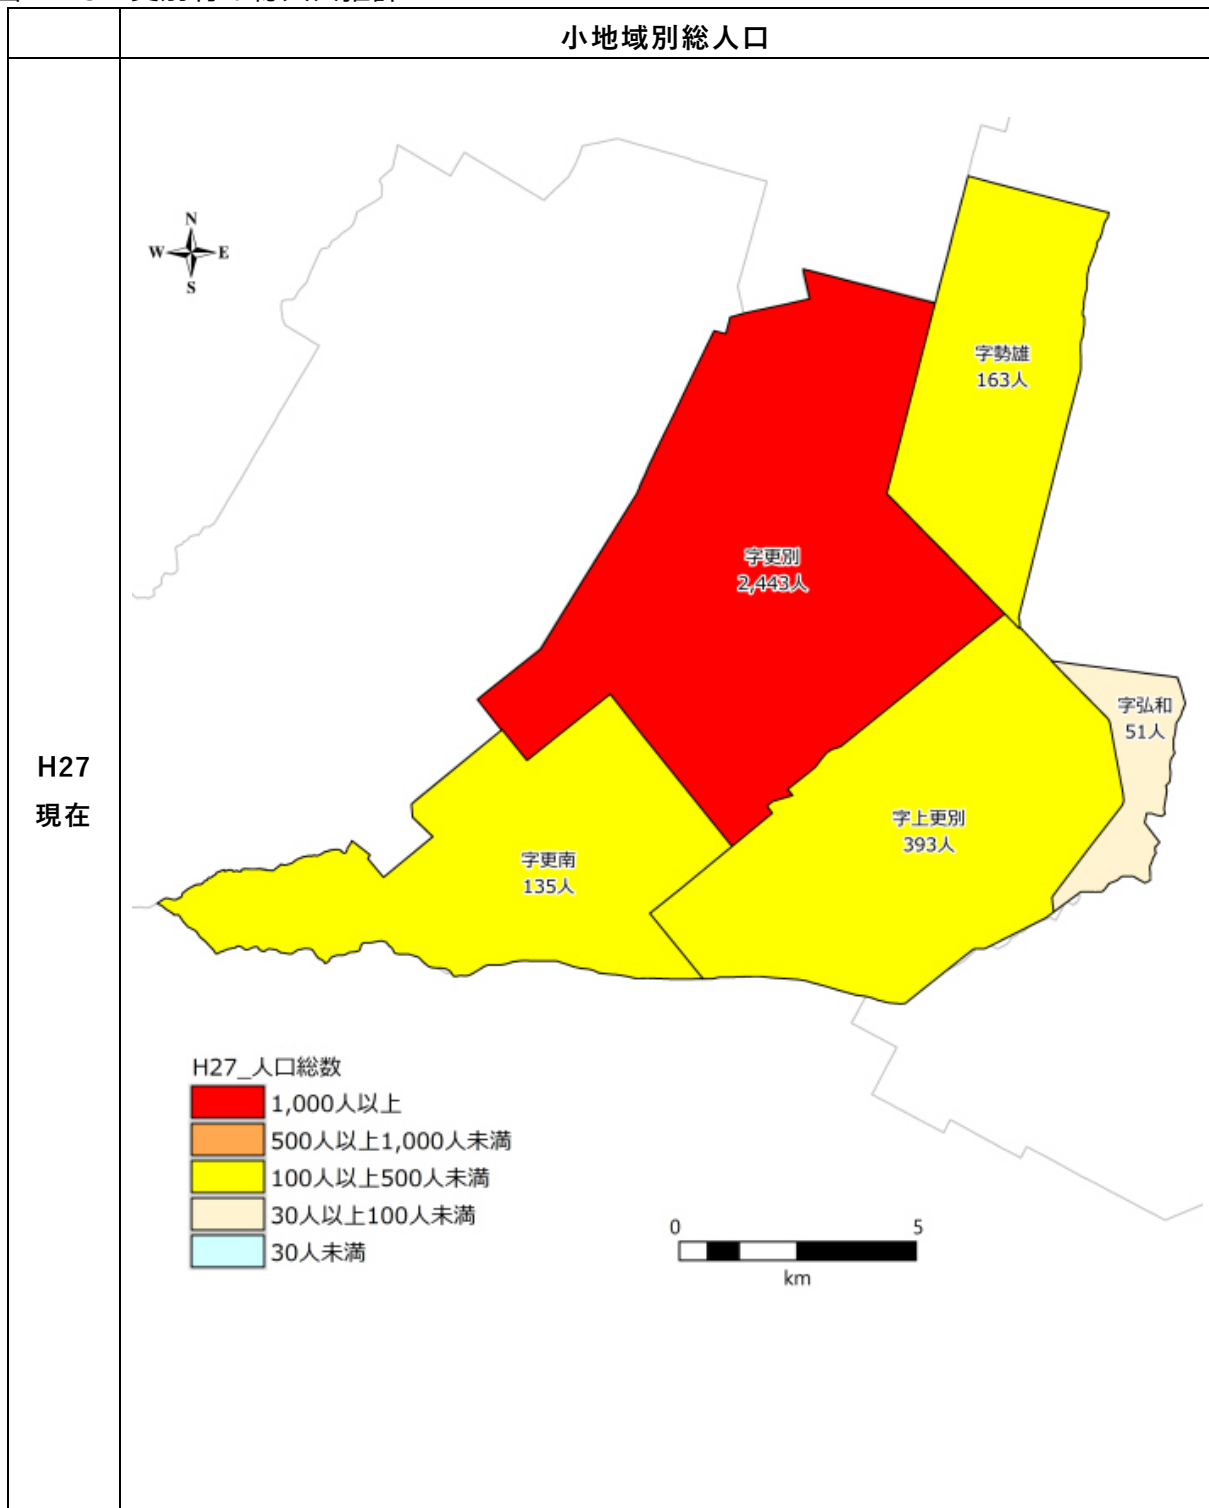 小地域別総人口
H27
現在
N
W
E
S
字勢雄
163人
字更別
2,443人
字弘和
51人
字上更別
393人
字更南
135人
H27_人口総数
1,000人以上
500人以上1,000人未満
100人以上500人未満
30人以上100人未満
30人未満
0
5
km